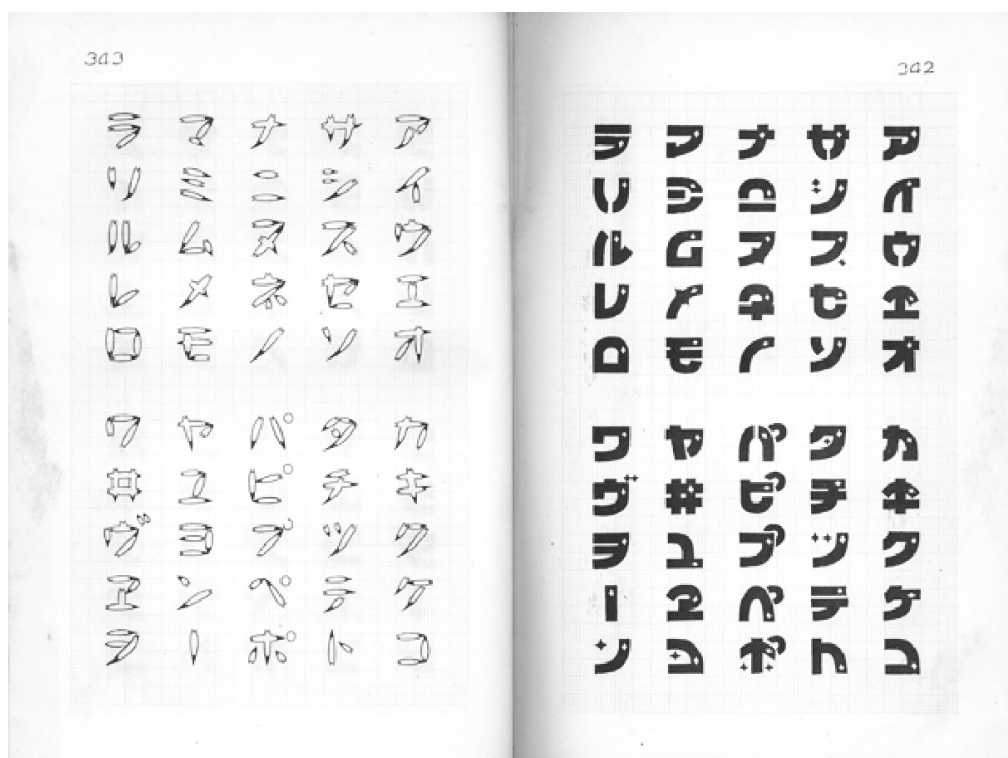 342
アイウエオ
サシスセソ
ナニヌネノ
マミムメモ
ラリルレロ
カキクケコ
タチツテト
パピプペポ
ヤヰユヱヨ
ワヴヲーン
343
アイウエオ
サシスセソ
ナニヌネノ
マミムメモ
ラリルレロ
カキクケコ
タチツテト
パピプペポ
ヤユヨンー
ワヰヴヱヲ